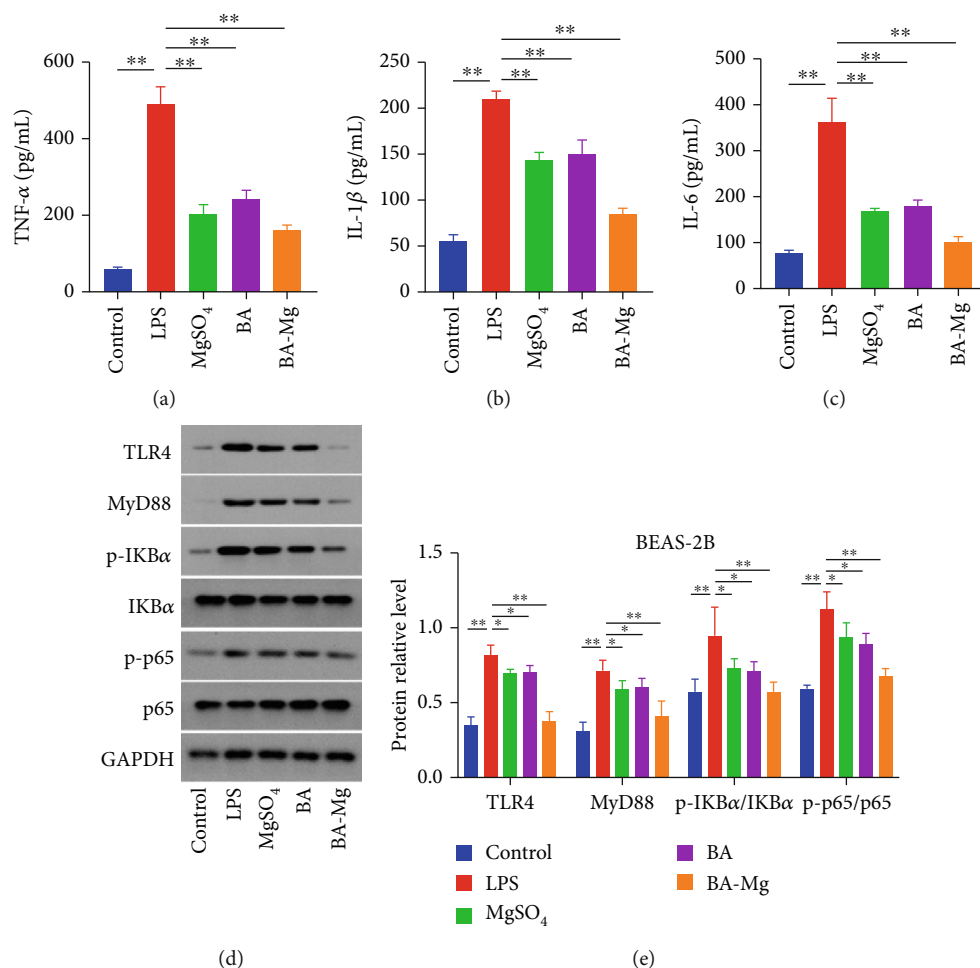 ** ** ** **
600
400
200
0
TNF-α (pg/mL)
Control
LPS
MgSO₄
BA
BA-Mg
(a)
** ** ** **
250
200
150
100
50
0
IL-1β (pg/mL)
Control
LPS
MgSO₄
BA
BA-Mg
(b)
** ** ** **
500
400
300
200
100
0
IL-6 (pg/mL)
Control
LPS
MgSO₄
BA
BA-Mg
(c)
TLR4
MyD88
p-IKBα
IKBα
p-p65
p65
GAPDH
Control
LPS
MgSO₄
BA
BA-Mg
(d)
BEAS-2B
1.5
1.0
0.5
0.0
Protein relative level
** * * **
** * * **
** * * **
** * * **
TLR4 MyD88 p-IKBα/IKBα p-p65/p65
Control
LPS
MgSO₄
BA
BA-Mg
(e)